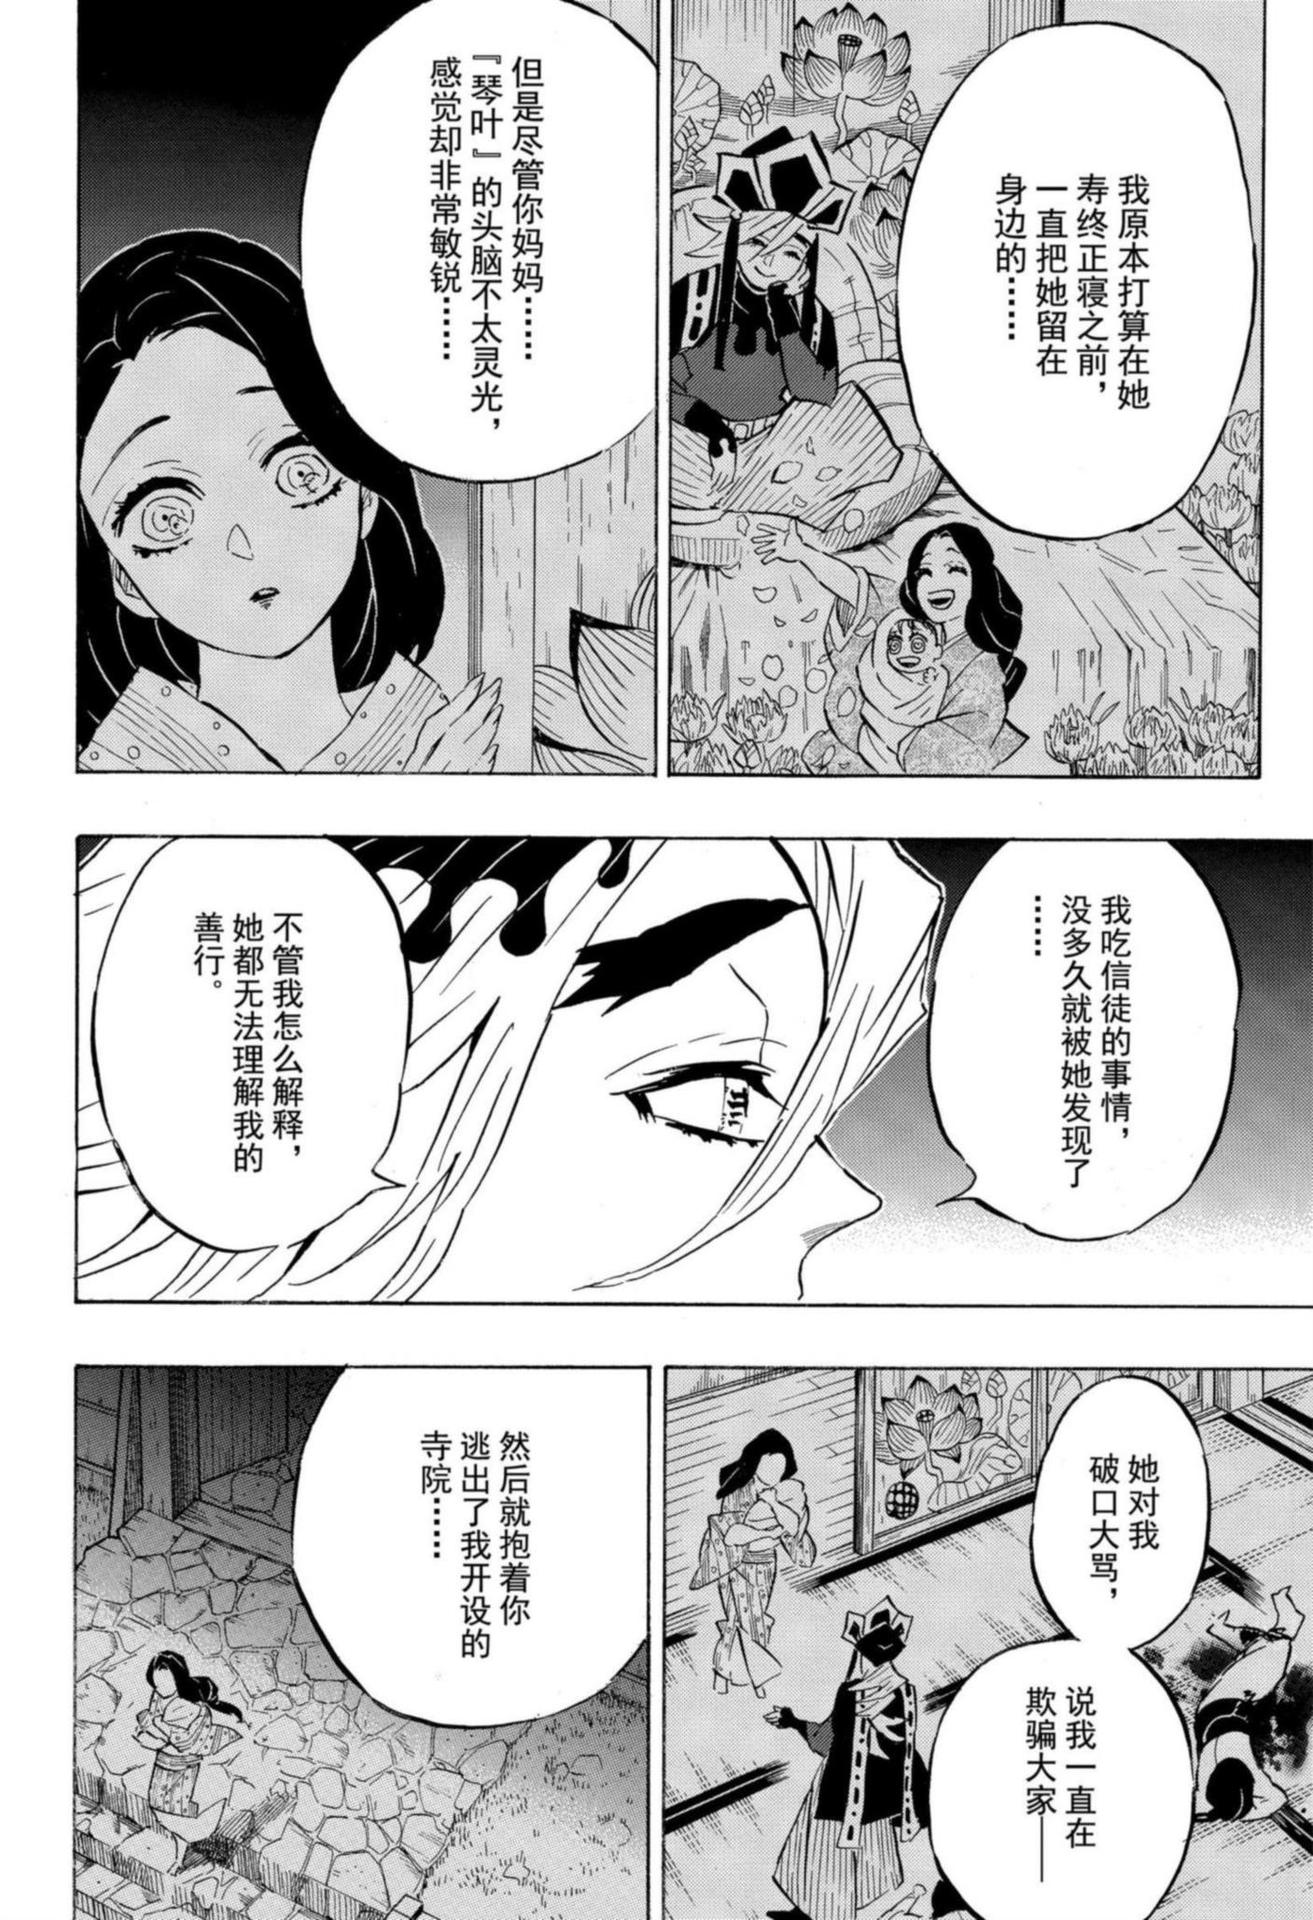 我原本打算在她
寿终正寝之前，
一直把她留在
身边的……
但是尽管你妈妈……
『琴叶』的头脑不太灵光，
感觉却非常敏锐……
我吃信徒的事情，
没多久就被她发现了
……
不管我怎么解释，
她都无法理解我的
善行。
她对我
破口大骂，
说我一直在
欺骗大家——
然后就抱着你
逃出了我开设的
寺院……